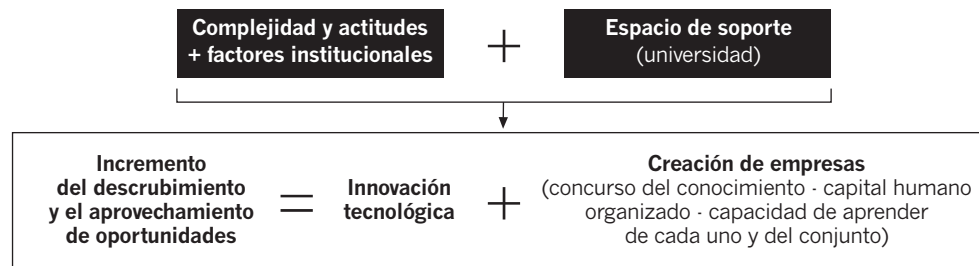 Complejidad y actitudes
+ factores institucionales
+
Espacio de soporte
(universidad)
Incremento
del descrubimiento
y el aprovechamiento
de oportunidades
=
Innovación
tecnológica
+
Creación de empresas
(concurso del conocimiento · capital humano
organizado · capacidad de aprender
de cada uno y del conjunto)